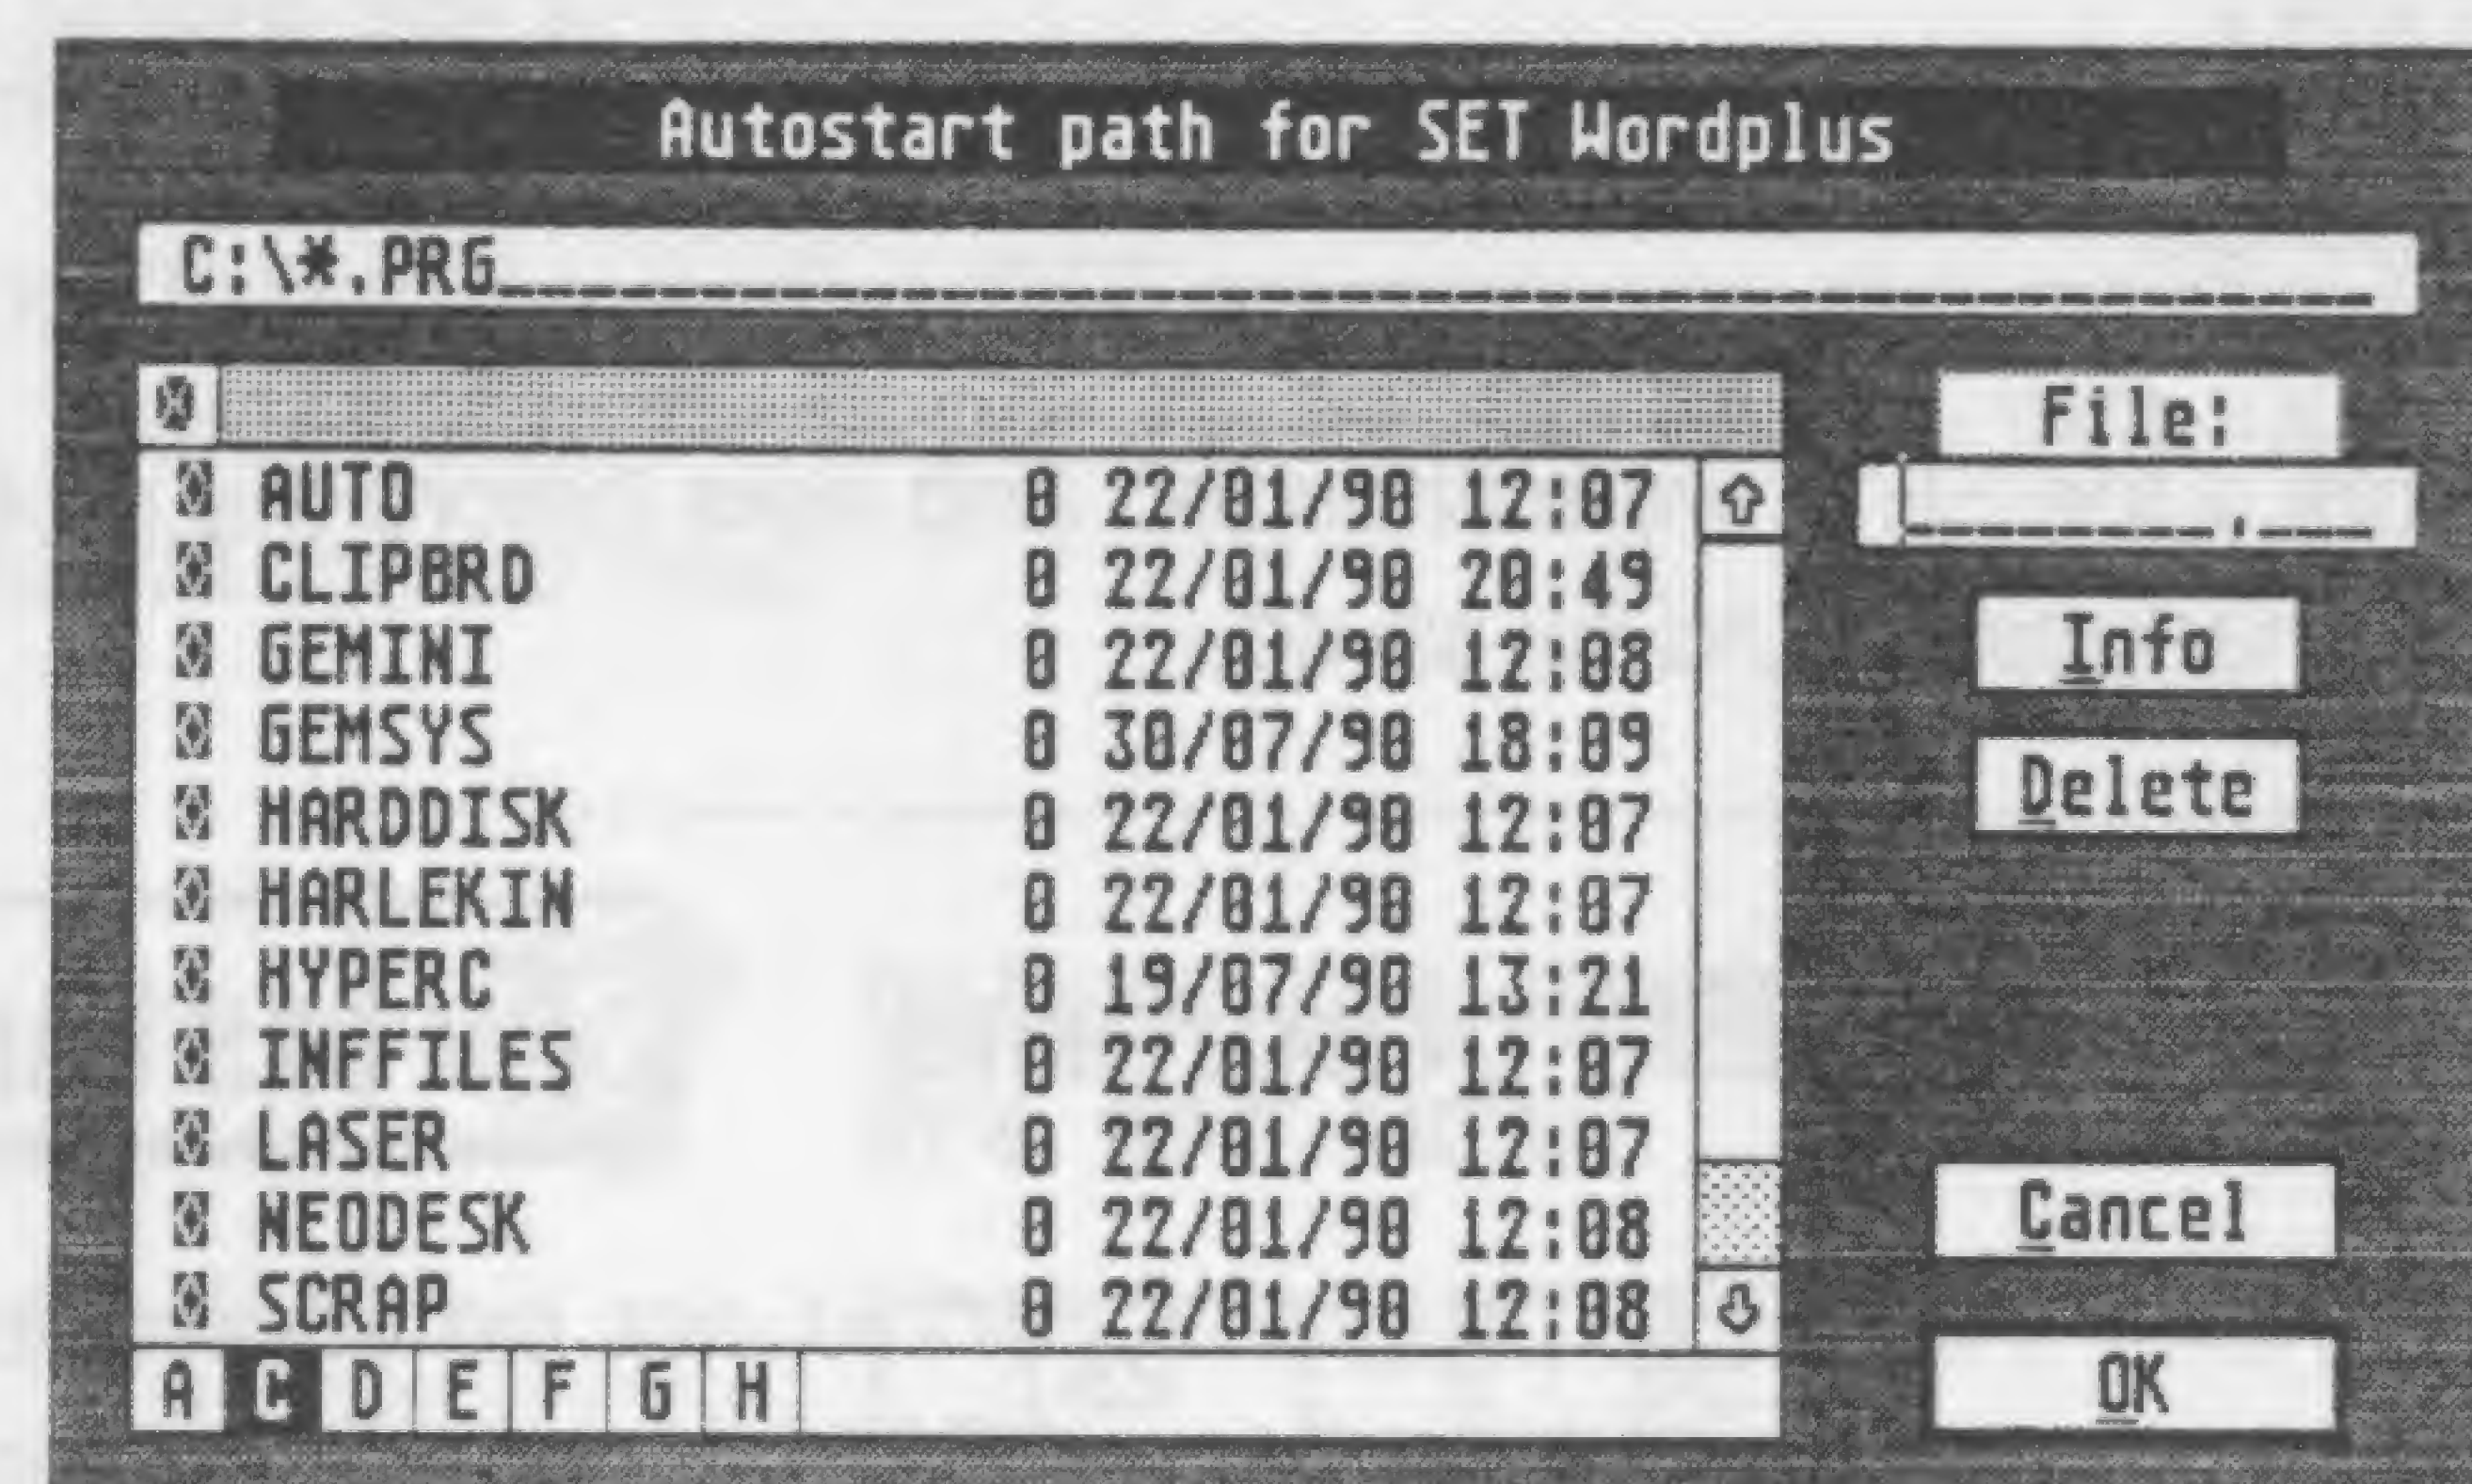 Autostart path for SET Wordplus
C:\*.PRG
File:
AUTO 0 22/01/90 12:07
CLIPBRD 0 22/01/90 20:49
GEMINI 0 22/01/90 12:08
GEMSYS 0 30/07/90 18:09
HARDDISK 0 22/01/90 12:07
HARLEKIN 0 22/01/90 12:07
HYPERC 0 19/07/90 13:21
INFFILES 0 22/01/90 12:07
LASER 0 22/01/90 12:07
NEODESK 0 22/01/90 12:08
SCRAP 0 22/01/90 12:08
Info
Delete
Cancel
OK
A C D E F G H